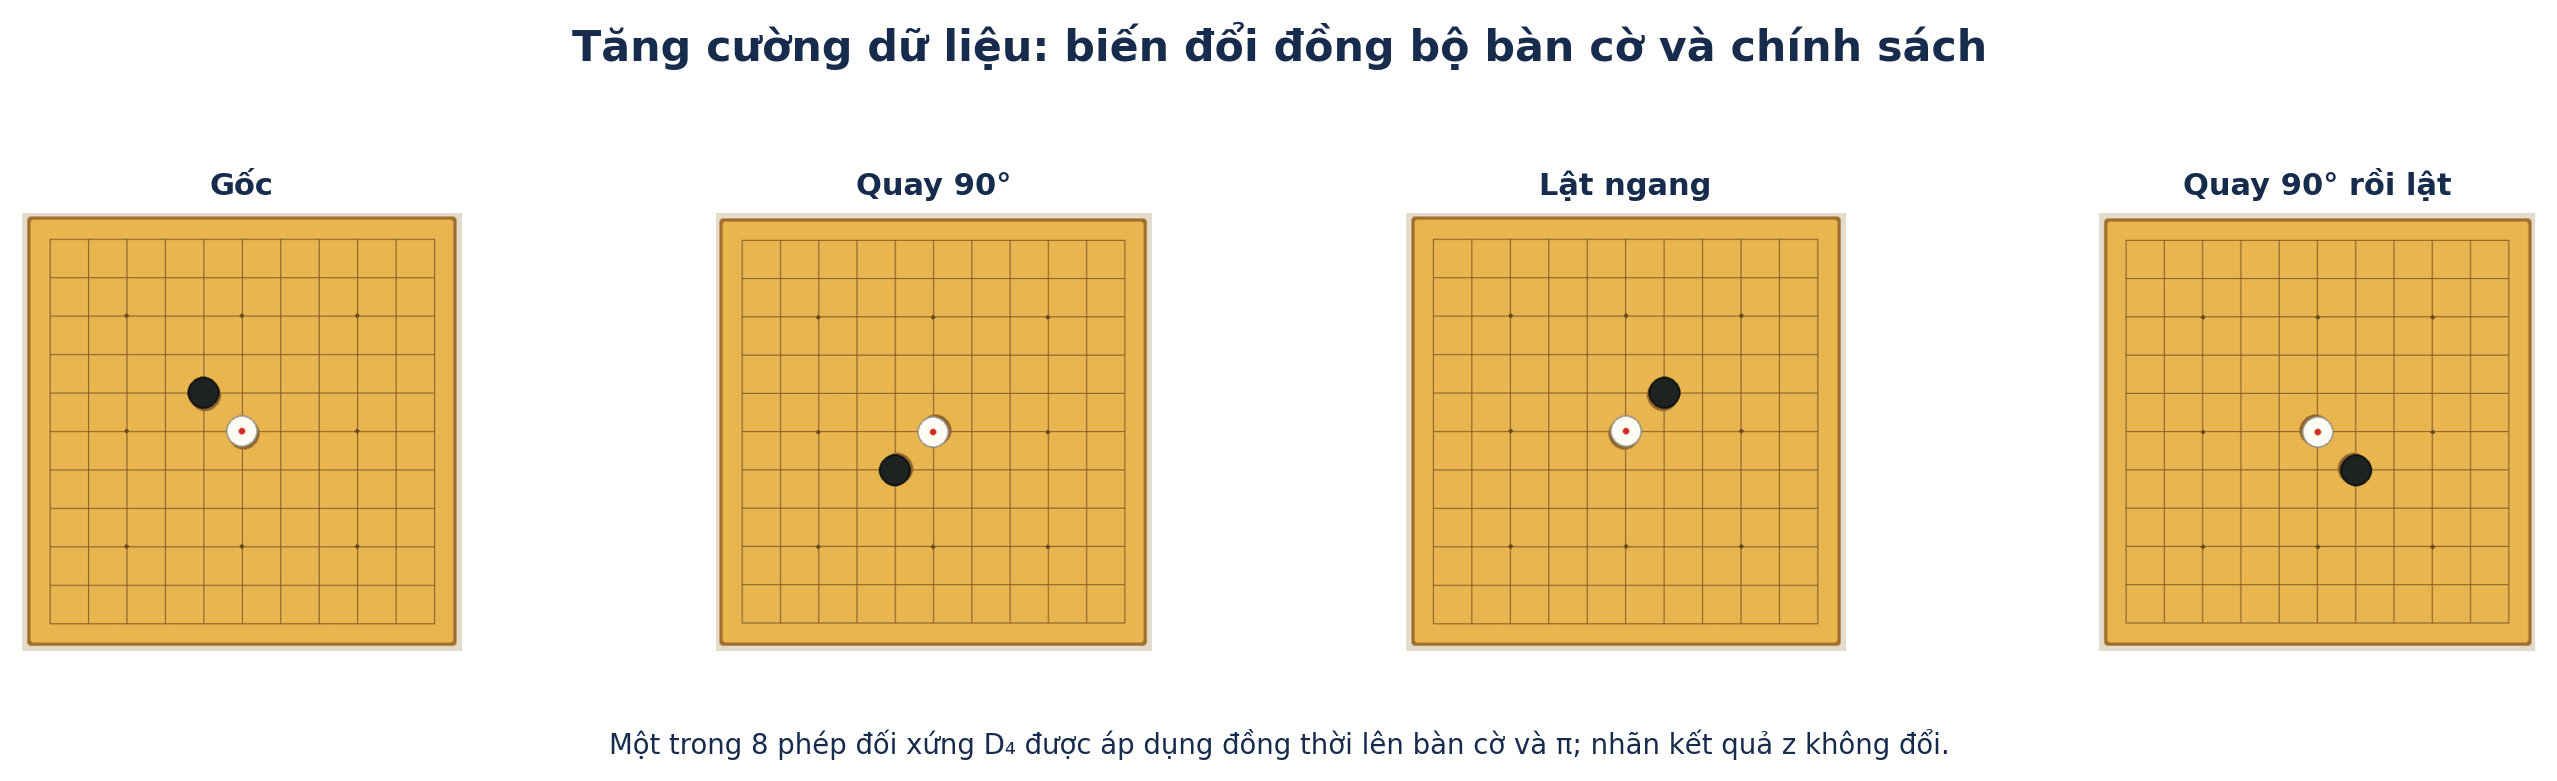 Tăng cường dữ liệu: biến đổi đồng bộ bàn cờ và chính sách
Gốc
Quay 90°
Lật ngang
Quay 90° rồi lật
Một trong 8 phép đối xứng D₄ được áp dụng đồng thời lên bàn cờ và π; nhãn kết quả z không đổi.